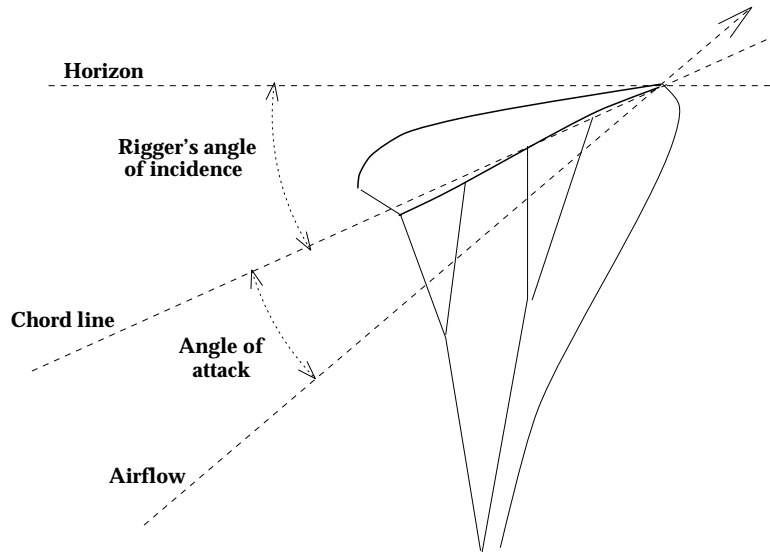 Horizon
Rigger's angle
of incidence
Chord line
Angle of
attack
Airflow